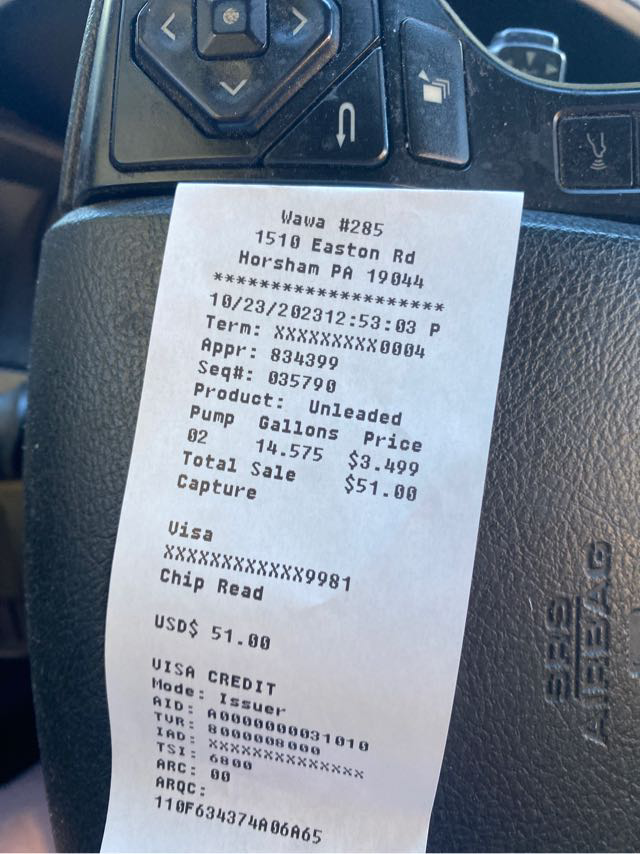 Wawa #285
1510 Easton Rd
Horsham PA 19044
********************
10/23/202312:53:03 P
Term: XXXXXXXXX0004
Appr: 834399
Seq#: 035790
Product: Unleaded
Pump Gallons Price
02 14.575 $3.499
Total Sale $51.00
Capture
Visa
XXXXXXXXXXXX9981
Chip Read
USD$ 51.00
VISA CREDIT
Mode: Issuer
AID: A0000000031010
TVR: 8000008000
IAD: XXXXXXXXXXXXXX
TSI: 6800
ARC: 00
ARQC:
110F634374A06A65
SRS
AIRBAG